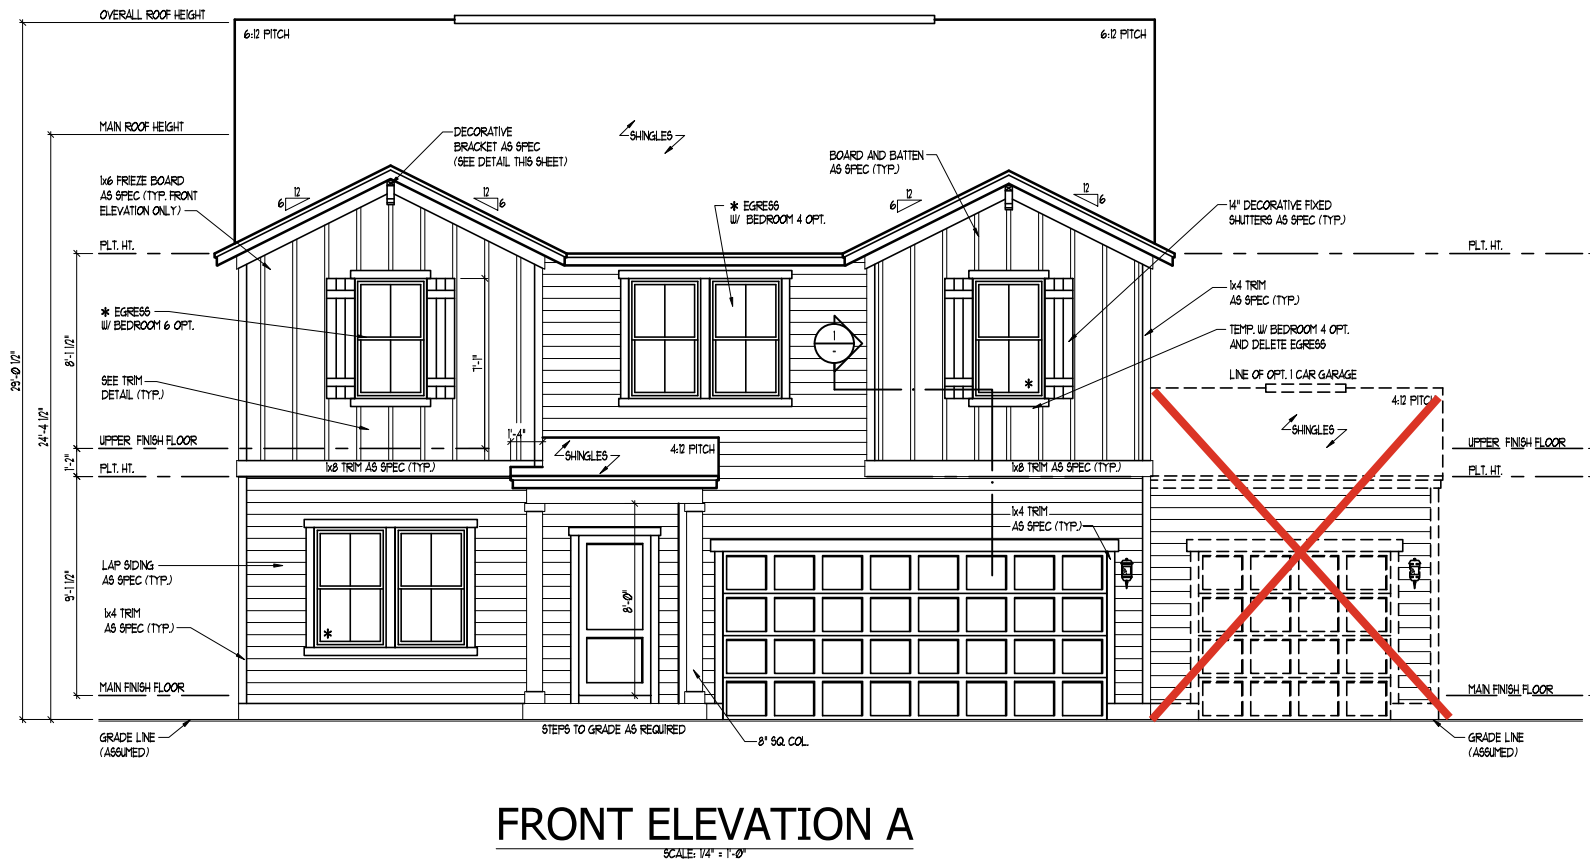 OVERALL ROOF HEIGHT
6:12 PITCH
6:12 PITCH
MAIN ROOF HEIGHT
DECORATIVE
BRACKET AS SPEC
(SEE DETAIL THIS SHEET)
SHINGLES
BOARD AND BATTEN
AS SPEC (TYP.)
1x6 FRIEZE BOARD
AS SPEC (TYP. FRONT
ELEVATION ONLY)
12
6
12
6
12
6
12
6
* EGRESS
W/ BEDROOM 4 OPT.
14" DECORATIVE FIXED
SHUTTERS AS SPEC (TYP.)
PLT. HT.
PLT. HT.
1x4 TRIM
AS SPEC (TYP.)
* EGRESS
W/ BEDROOM 6 OPT.
TEMP. W/ BEDROOM 4 OPT.
AND DELETE EGRESS
1
-
29'-0 1/2"
8'-1 1/2"
7'-1"
SEE TRIM
DETAIL (TYP.)
*
LINE OF OPT. 1 CAR GARAGE
4:12 PITCH
SHINGLES
24'-4 1/2"
UPPER FINISH FLOOR
1'-4"
SHINGLES
4:12 PITCH
UPPER FINISH FLOOR
1'-2"
PLT. HT.
1x8 TRIM AS SPEC (TYP.)
1x8 TRIM AS SPEC (TYP.)
PLT. HT.
1x4 TRIM
AS SPEC (TYP.)
LAP SIDING
AS SPEC (TYP.)
9'-1 1/2"
8'-0"
1x4 TRIM
AS SPEC (TYP.)
*
MAIN FINISH FLOOR
MAIN FINISH FLOOR
GRADE LINE
(ASSUMED)
STEPS TO GRADE AS REQUIRED
8" SQ. COL.
GRADE LINE
(ASSUMED)
FRONT ELEVATION A
SCALE: 1/4" = 1'-0"